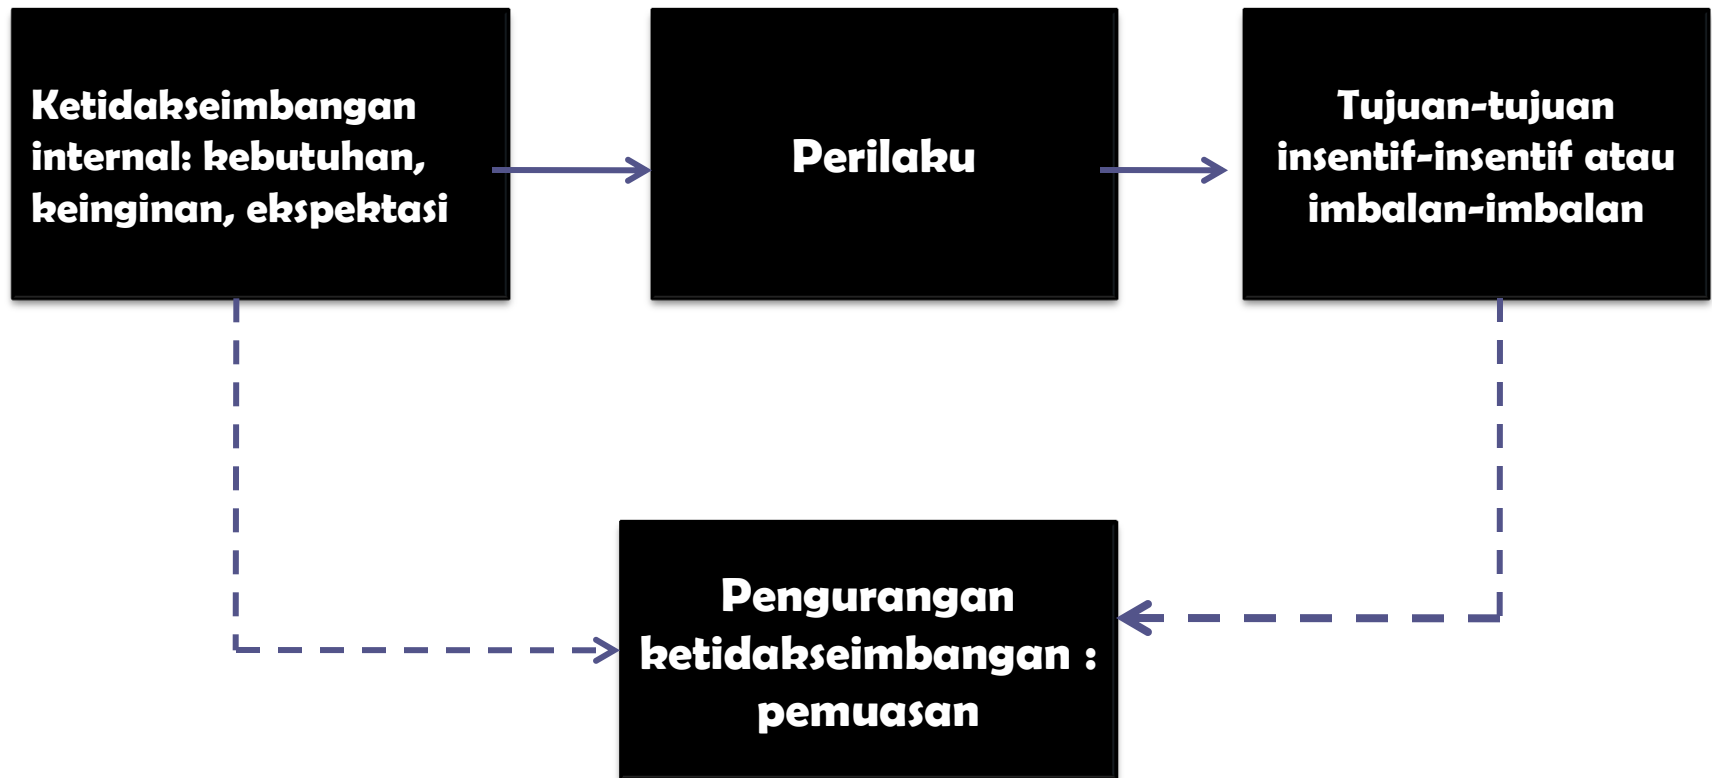 Ketidakseimbangan
internal: kebutuhan,
keinginan, ekspektasi
Perilaku
Tujuan-tujuan
insentif-insentif atau
imbalan-imbalan
Pengurangan
ketidakseimbangan :
pemuasan